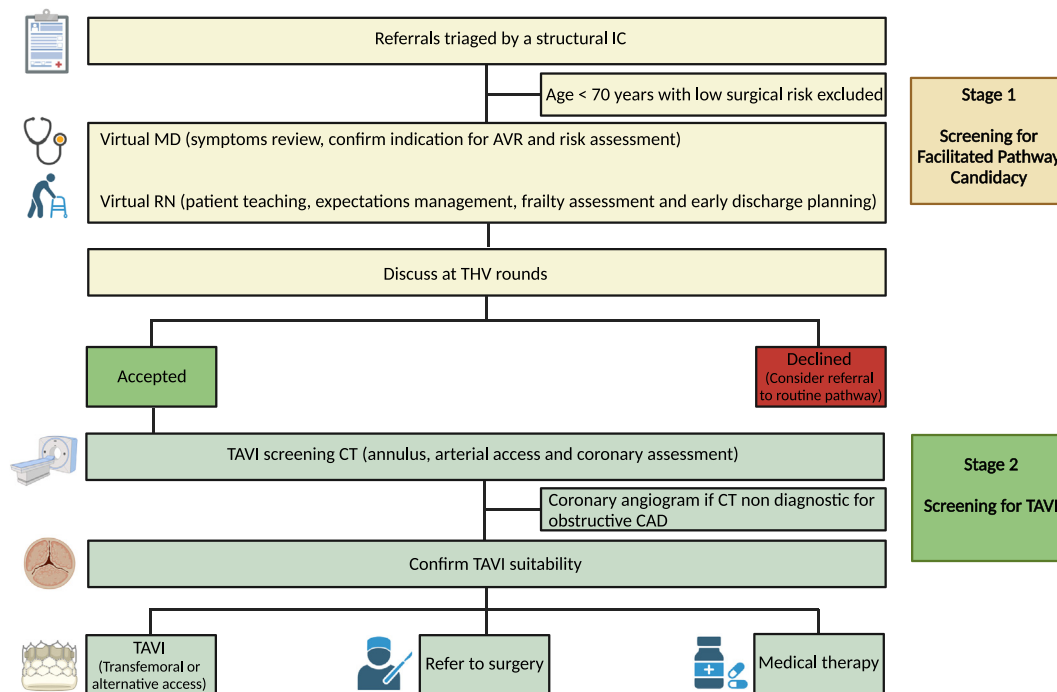 Referrals triaged by a structural IC
Age < 70 years with low surgical risk excluded
Stage 1
Screening for
Facilitated Pathway
Candidacy
Virtual MD (symptoms review, confirm indication for AVR and risk assessment)
Virtual RN (patient teaching, expectations management, frailty assessment and early discharge planning)
Discuss at THV rounds
Accepted
Declined
(Consider referral
to routine pathway)
TAVI screening CT (annulus, arterial access and coronary assessment)
Stage 2
Screening for TAVI
Coronary angiogram if CT non diagnostic for
obstructive CAD
Confirm TAVI suitability
TAVI
(Transfemoral or
alternative access)
Refer to surgery
Medical therapy